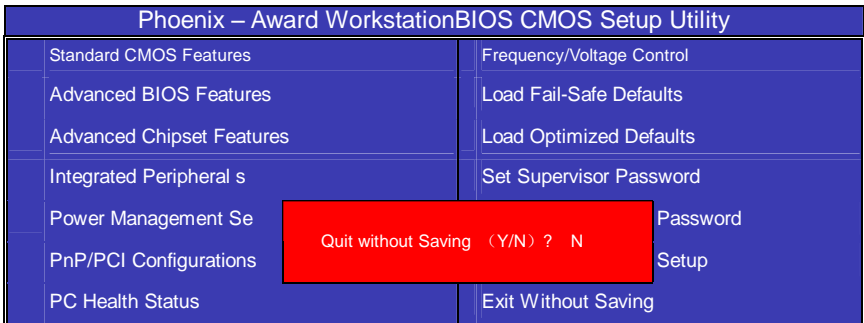 Phoenix – Award WorkstationBIOS CMOS Setup Utility
Standard CMOS Features
Frequency/Voltage Control
Advanced BIOS Features
Load Fail-Safe Defaults
Advanced Chipset Features
Load Optimized Defaults
Integrated Peripheral s
Set Supervisor Password
Power Management Se
Password
Quit without Saving （Y/N）? N
PnP/PCI Configurations
Setup
PC Health Status
Exit Without Saving